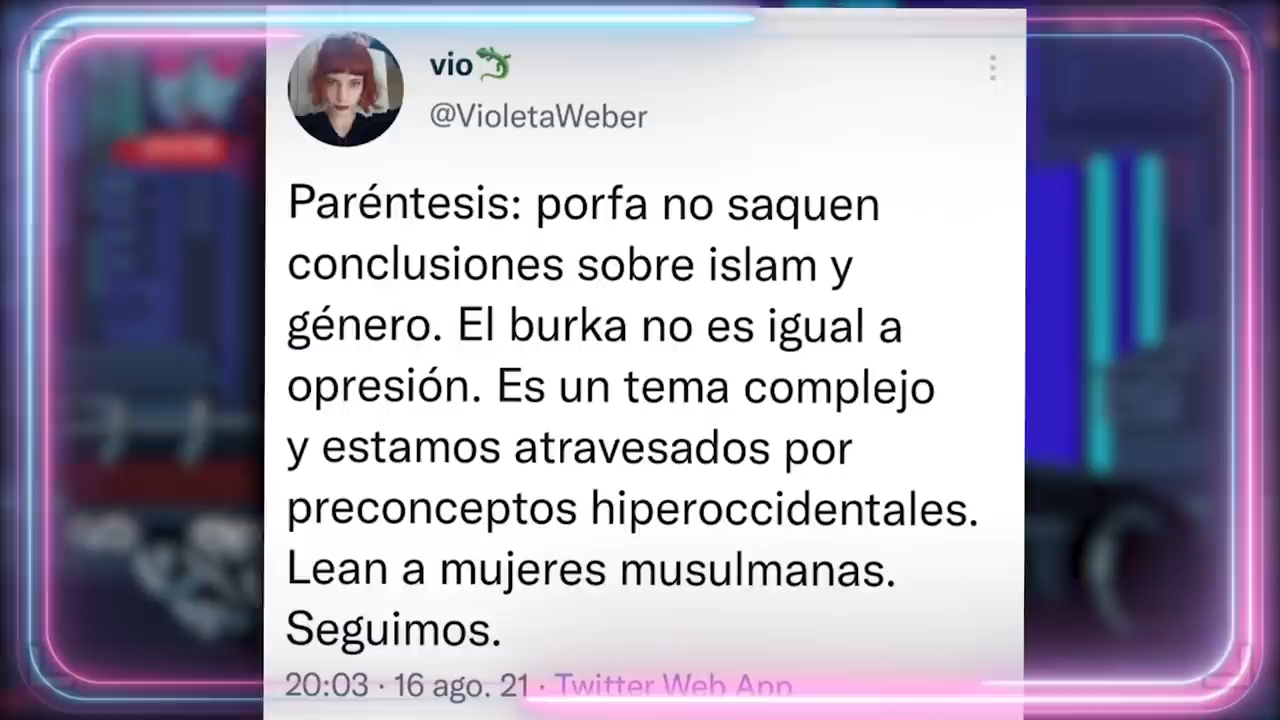 vio
@VioletaWeber
Paréntesis: porfa no saquen
conclusiones sobre islam y
género. El burka no es igual a
opresión. Es un tema complejo
y estamos atravesados por
preconceptos hiperoccidentales.
Lean a mujeres musulmanas.
Seguimos.
20:03 · 16 ago. 21 · Twitter Web App